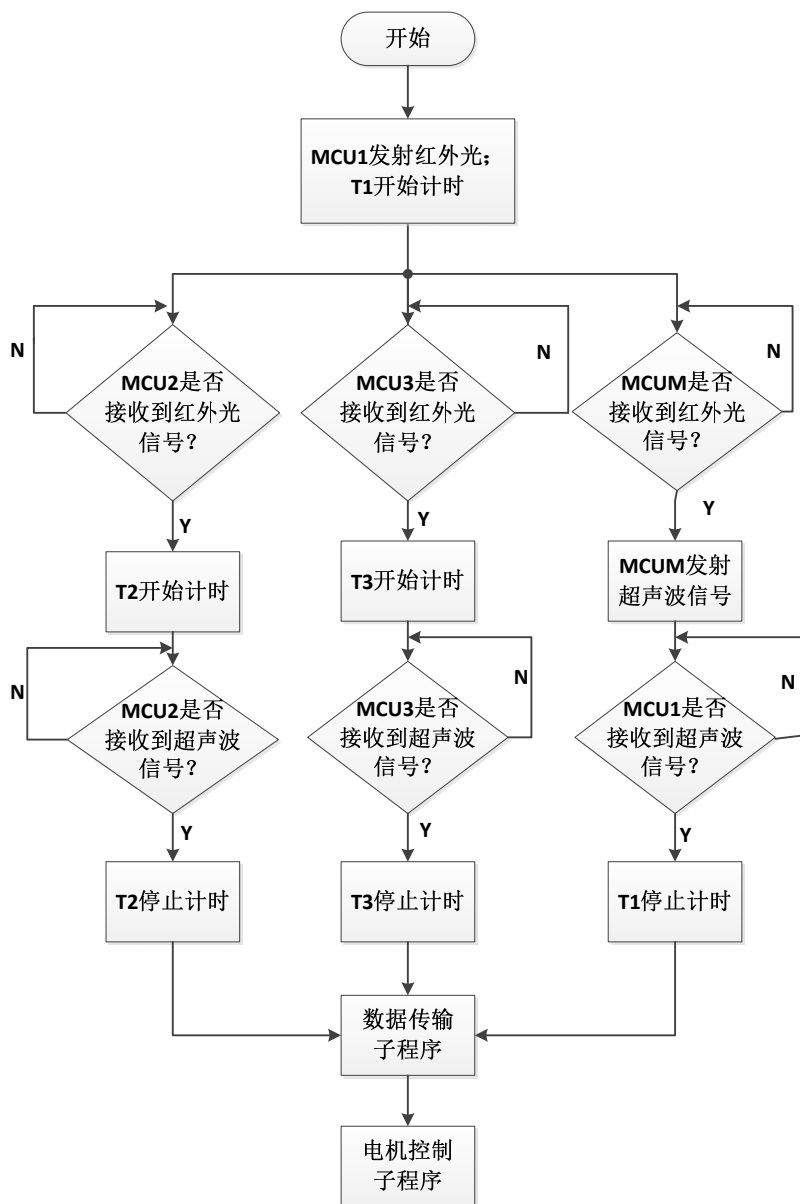 开始
MCU1发射红外光；
T1开始计时
N
MCU2是否
接收到红外光
信号？
Y
T2开始计时
N
MCU2是否
接收到超声波
信号？
Y
T2停止计时
N
MCU3是否
接收到红外光
信号？
Y
T3开始计时
N
MCU3是否
接收到超声波
信号？
Y
T3停止计时
N
MCUM是否
接收到红外光
信号？
Y
MCUM发射
超声波信号
N
MCU1是否
接收到超声波
信号？
Y
T1停止计时
数据传输
子程序
电机控制
子程序